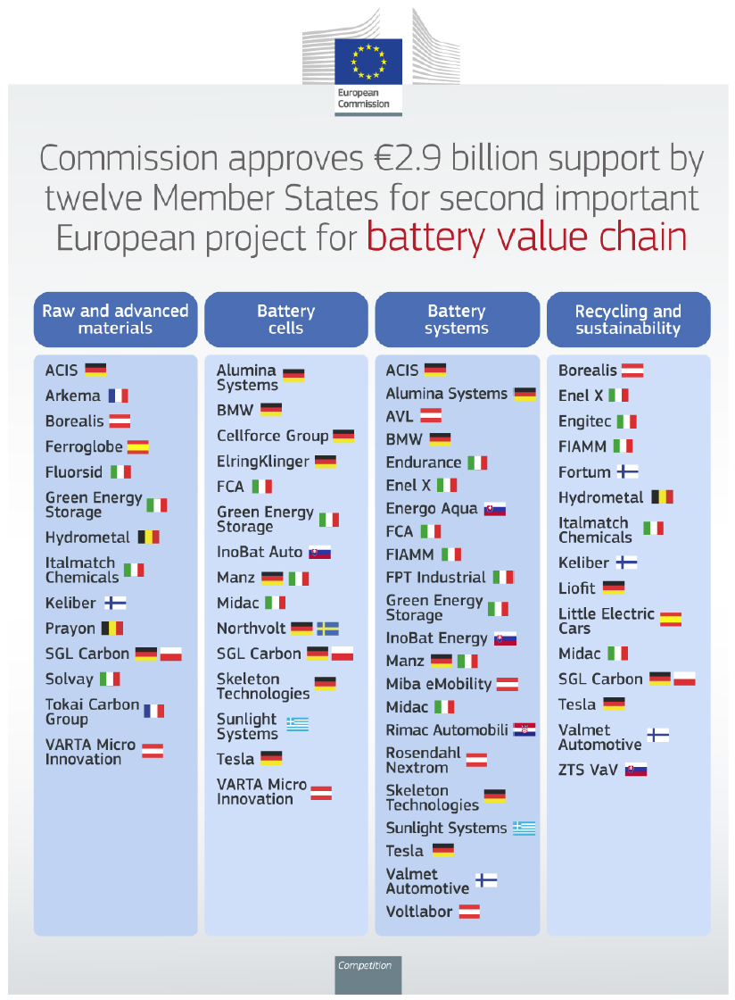 European
Commission
Commission approves €2.9 billion support by
twelve Member States for second important
European project for battery value chain
Raw and advanced
materials
ACIS
Arkema
Borealis
Ferroglobe
Fluorsid
Green Energy
Storage
Hydrometal
Italmatch
Chemicals
Keliber
Prayon
SGL Carbon
Solvay
Tokai Carbon
Group
VARTA Micro
Innovation
Battery
cells
Alumina
Systems
BMW
Cellforce Group
ElringKlinger
FCA
Green Energy
Storage
InoBat Auto
Manz
Midac
Northvolt
SGL Carbon
Skeleton
Technologies
Sunlight
Systems
Tesla
VARTA Micro
Innovation
Battery
systems
ACIS
Alumina Systems
AVL
BMW
Endurance
Enel X
Energo Aqua
FCA
FIAMM
FPT Industrial
Green Energy
Storage
InoBat Energy
Manz
Miba eMobility
Midac
Rimac Automobili
Rosendahl
Nextrom
Skeleton
Technologies
Sunlight Systems
Tesla
Valmet
Automotive
Voltlabor
Recycling and
sustainability
Borealis
Enel X
Engitec
FIAMM
Fortum
Hydrometal
Italmatch
Chemicals
Keliber
Liofit
Little Electric
Cars
Midac
SGL Carbon
Tesla
Valmet
Automotive
ZTS VaV
Competition